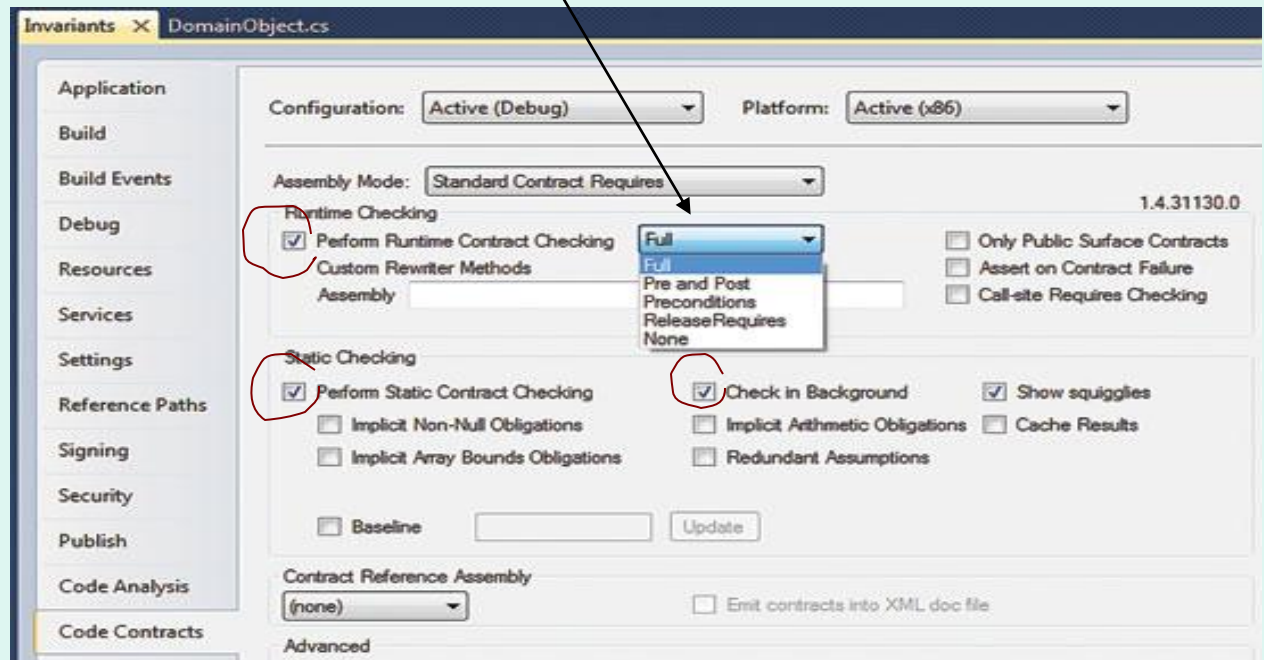 Invariants X DomainObject.cs
Application
Build
Build Events
Debug
Resources
Services
Settings
Reference Paths
Signing
Security
Publish
Code Analysis
Code Contracts
Configuration: Active (Debug) Platform: Active (x86)
Assembly Mode: Standard Contract Requires
1.4.31130.0
Runtime Checking
Perform Runtime Contract Checking Full Only Public Surface Contracts
Custom Rewriter Methods Full Assert on Contract Failure
Pre and Post
Assembly Preconditions Call-site Requires Checking
ReleaseRequires
None
Static Checking
Perform Static Contract Checking Check in Background Show squigglies
Implicit Non-Null Obligations Implicit Arithmetic Obligations Cache Results
Implicit Array Bounds Obligations Redundant Assumptions
Baseline Update
Contract Reference Assembly
(none) Emit contracts into XML doc file
Advanced